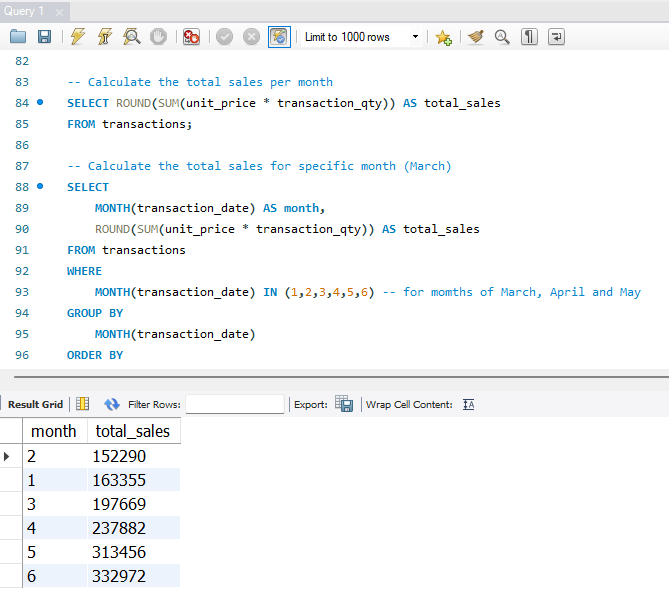 Query 1
Limit to 1000 rows
82
83 -- Calculate the total sales per month
84 SELECT ROUND(SUM(unit_price * transaction_qty)) AS total_sales
85 FROM transactions;
86
87 -- Calculate the total sales for specific month (March)
88 SELECT
89 MONTH(transaction_date) AS month,
90 ROUND(SUM(unit_price * transaction_qty)) AS total_sales
91 FROM transactions
92 WHERE
93 MONTH(transaction_date) IN (1,2,3,4,5,6) -- for momths of March, April and May
94 GROUP BY
95 MONTH(transaction_date)
96 ORDER BY
Result Grid Filter Rows: Export: Wrap Cell Content: IA
month total_sales
2 152290
1 163355
3 197669
4 237882
5 313456
6 332972